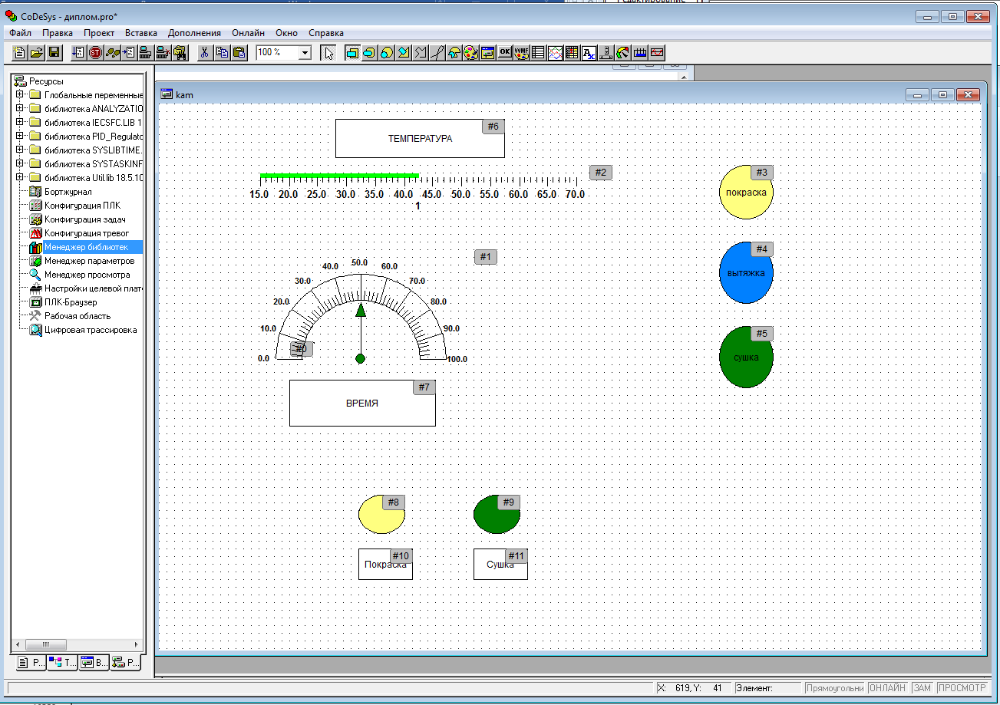 CoDeSys - диплом.pro*
Файл Правка Проект Вставка Дополнения Онлайн Окно Справка
100 %
Ресурсы
Глобальные переменные
библиотека ANALYZATIO
библиотека IECSFC.LIB 1
библиотека PID_Regulato
библиотека SYSLIBTIME.
библиотека SYSTASKINF
библиотека Util.lib 18.5.10
Бортжурнал
Конфигурация ПЛК
Конфигурация задач
Конфигурация тревог
Менеджер библиотек
Менеджер параметров
Менеджер просмотра
Настройки целевой плат
ПЛК-Браузер
Рабочая область
Цифровая трассировка
Р... Т... В... Р...
kam
#6
ТЕМПЕРАТУРА
#2
15.0 20.0 25.0 30.0 35.0 40.0 45.0 50.0 55.0 60.0 65.0 70.0
1
#3
покраска
#4
вытяжка
#5
сушка
#1
0.0 10.0 20.0 30.0 40.0 50.0 60.0 70.0 80.0 90.0 100.0
#0
#7
ВРЕМЯ
#8 #9
#10 #11
Покраска Сушка
X: 619, Y: 41 Элемент: Прямоугольни ОНЛАЙН ЗАМ ПРОСМОТР